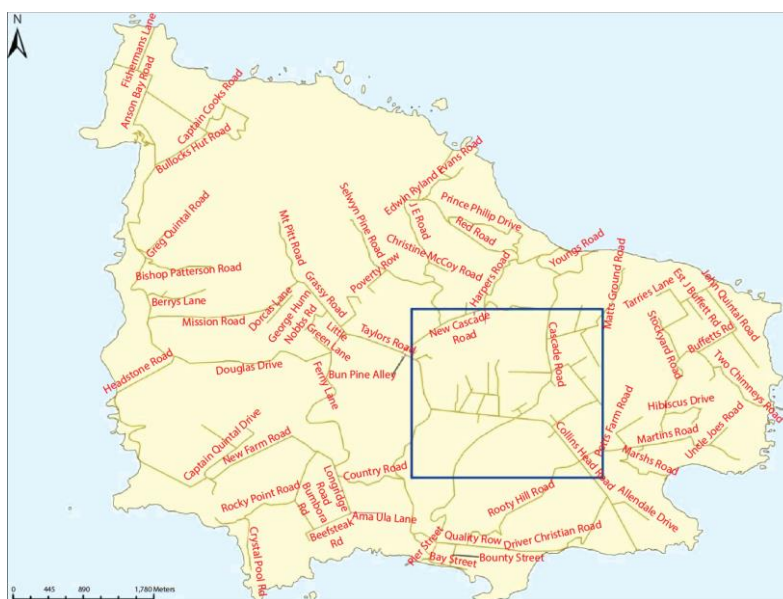 N
Fishermans Lane
Anson Bay Road
Captain Cooks Road
Bullocks Hut Road
Greg Quintal Road
Bishop Patterson Road
Berrys Lane
Mission Road
Headstone Road
Douglas Drive
Mt Pitt Road
Selwyn Pine Road
Poverty Row
Grassy Road
Dorcas Lane
George Hunn
Nobbs Rd
Little
Green Lane
Taylors Road
Bun Pine Alley
Ferry Lane
Edwin Ryland Evans Road
J E Road
Prince Philip Drive
Red Road
Christine McCoy Road
Harpers Road
Youngs Road
New Cascade
Road
Cascade Road
Matts Ground Road
Tarries Lane
Est J Buffett Rd
John Quintal Road
Stockyard Road
Buffetts Rd
Two Chimneys Road
Hibiscus Drive
Martins Road
Uncle Joes Road
Marshs Road
Potts Farm Road
Collins Head Road
Allendale Drive
Captain Quintal Drive
New Farm Road
Rocky Point Road
Longridge
Road
Bumbora
Rd
Country Road
Ama Ula Lane
Beefsteak
Rd
Crystal Pool Rd
Rooty Hill Road
Pier Street
Quality Row
Driver Christian Road
Bay Street
Bounty Street
0 445 890 1,780 Meters